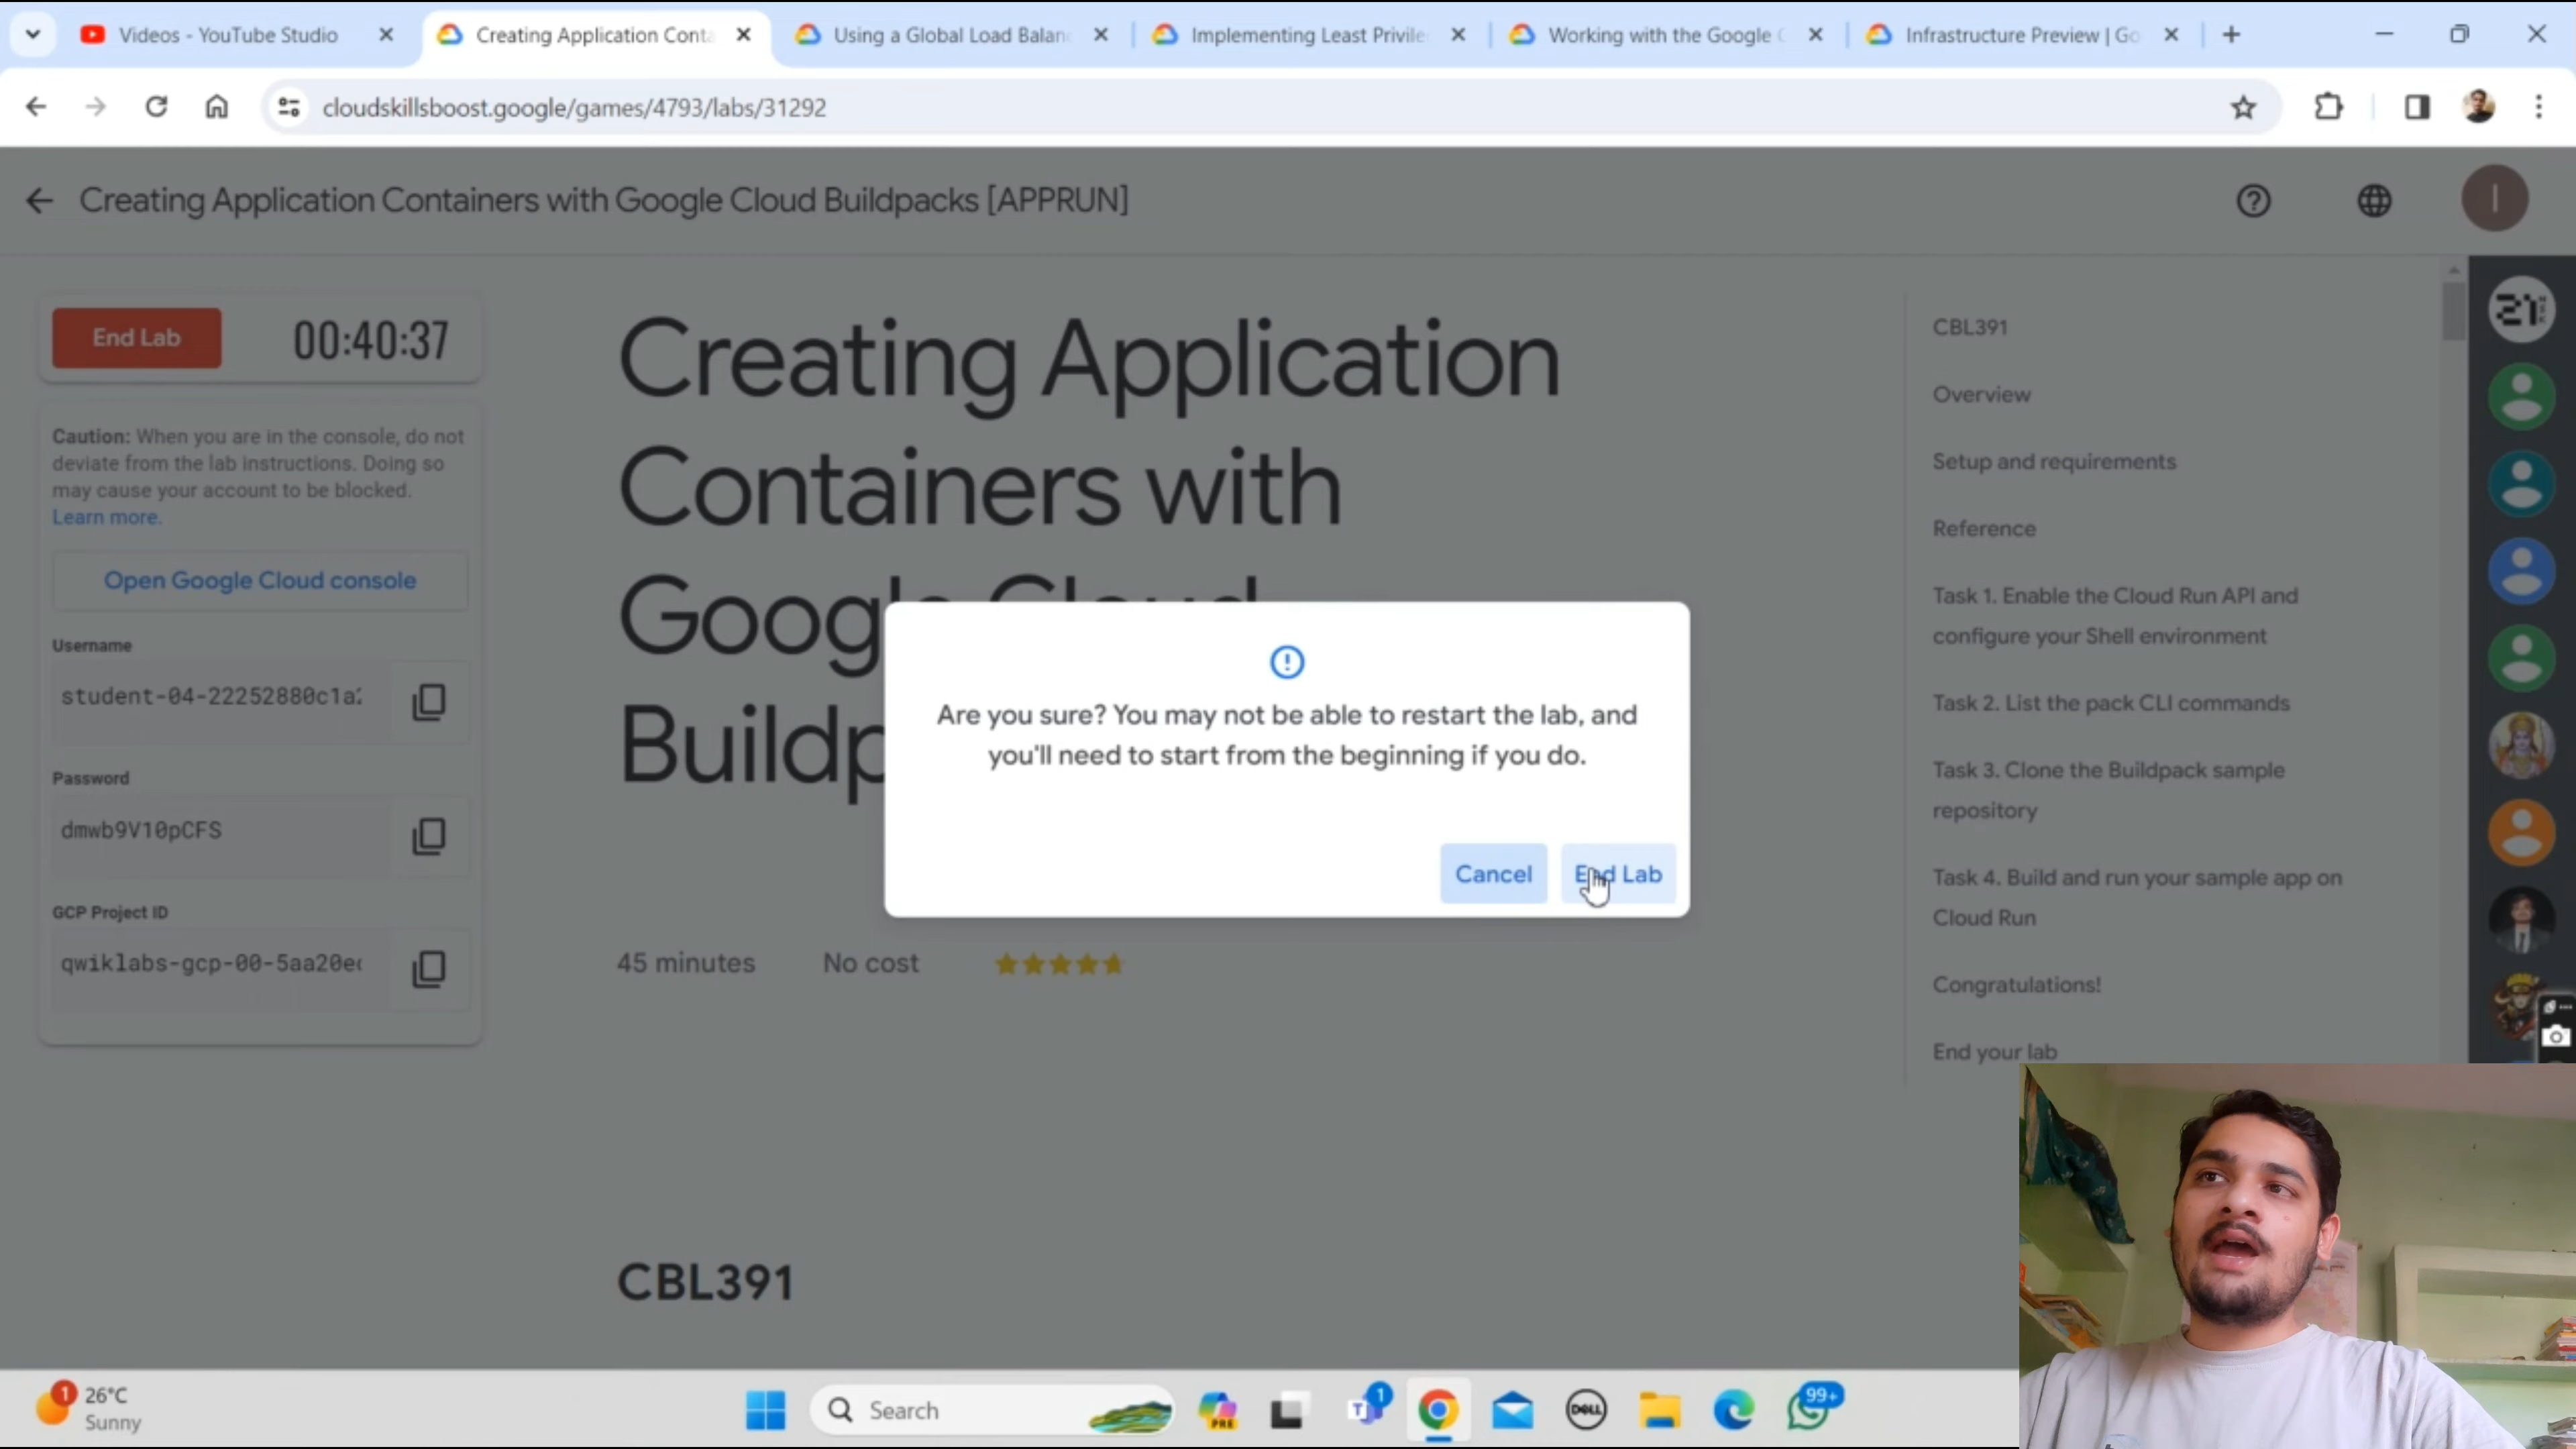 Videos - YouTube Studio
Creating Application Conta
Using a Global Load Balan
Implementing Least Privile
Working with the Google C
Infrastructure Preview | Go
cloudskillsboost.google/games/4793/labs/31292
Creating Application Containers with Google Cloud Buildpacks [APPRUN]
I
End Lab
00:40:37
Caution: When you are in the console, do not
deviate from the lab instructions. Doing so
may cause your account to be blocked.
Learn more.
Open Google Cloud console
Username
student-04-22252880c1a
Password
dmwb9V10pCFS
GCP Project ID
qwiklabs-gcp-00-5aa20e
Creating Application
Containers with
Google Cloud
Buildp
Are you sure? You may not be able to restart the lab, and
you'll need to start from the beginning if you do.
Cancel
End Lab
45 minutes
No cost
CBL391
CBL391
Overview
Setup and requirements
Reference
Task 1. Enable the Cloud Run API and
configure your Shell environment
Task 2. List the pack CLI commands
Task 3. Clone the Buildpack sample
repository
Task 4. Build and run your sample app on
Cloud Run
Congratulations!
End your lab
21
1
26°C
Sunny
Search
PRE
T
1
DELL
99+